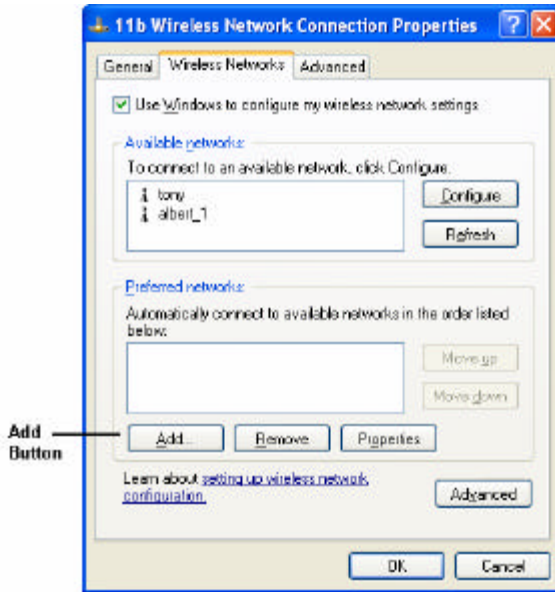 11b Wireless Network Connection Properties
General Wireless Networks Advanced
Use Windows to configure my wireless network settings
Available networks:
To connect to an available network, click Configure.
tony
albert_1
Configure
Refresh
Preferred networks:
Automatically connect to available networks in the order listed
below:
Move up
Move down
Add
Button
Add... Remove Properties
Learn about setting up wireless network
configuration.
Advanced
OK Cancel